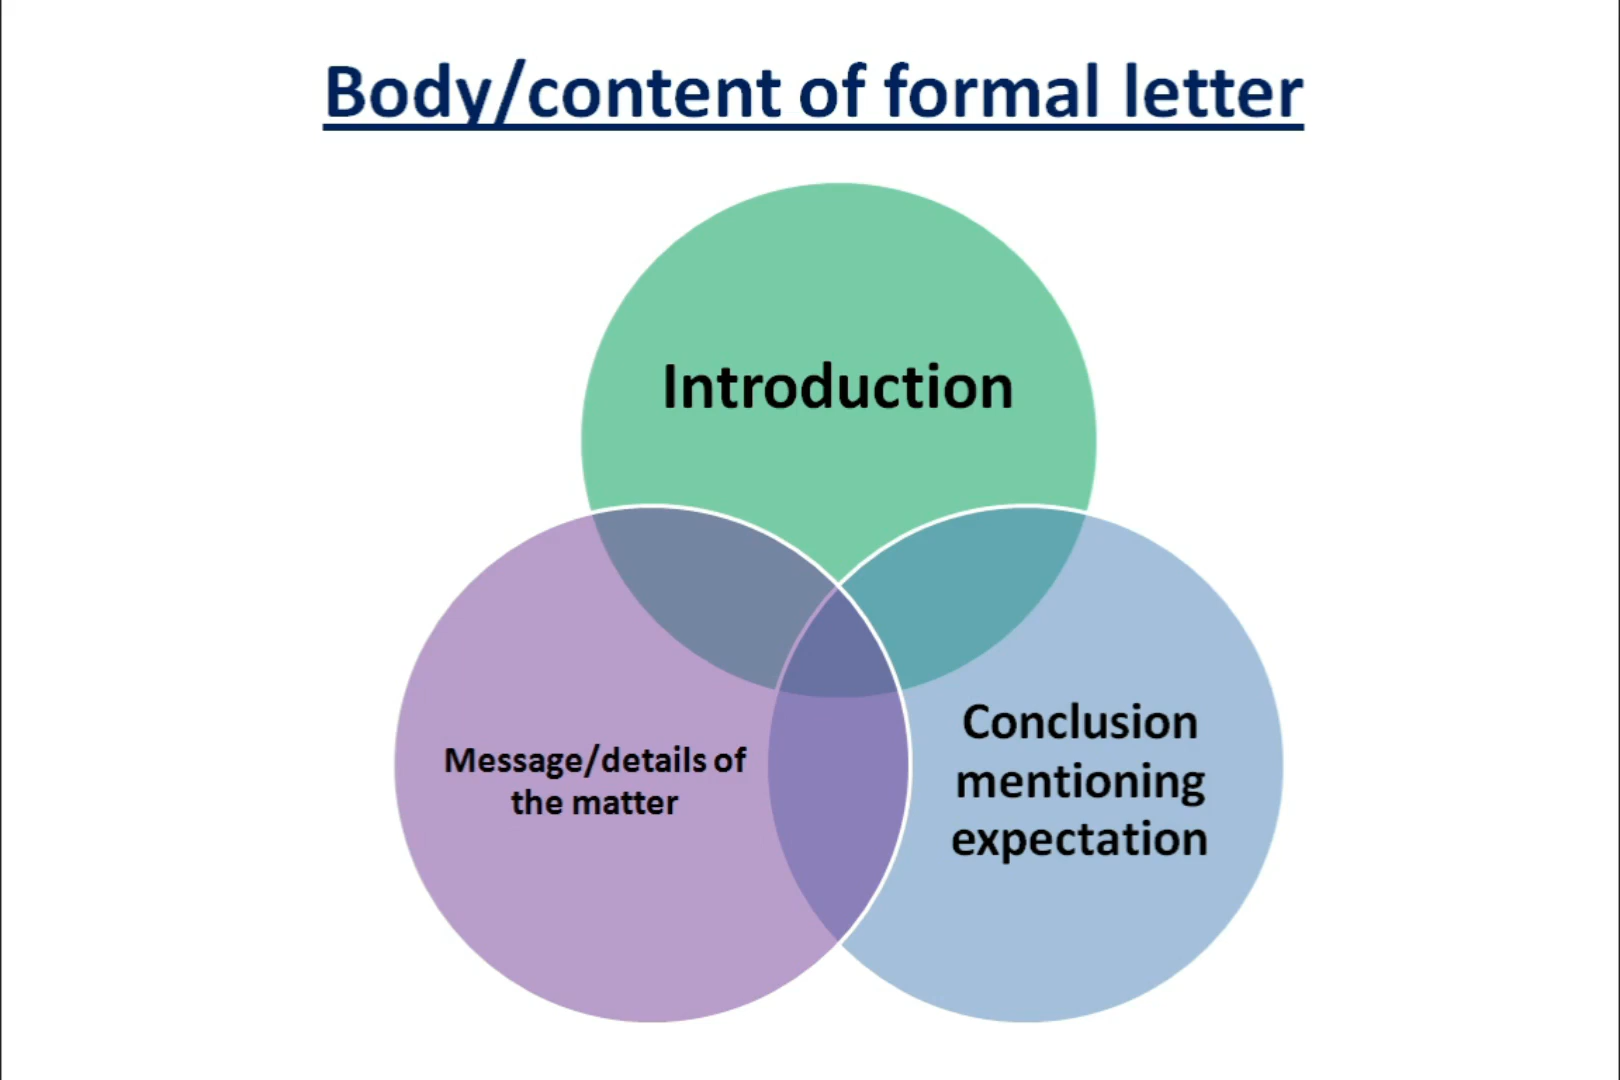 Body/content of formal letter
Introduction
Message/details of
the matter
Conclusion
mentioning
expectation